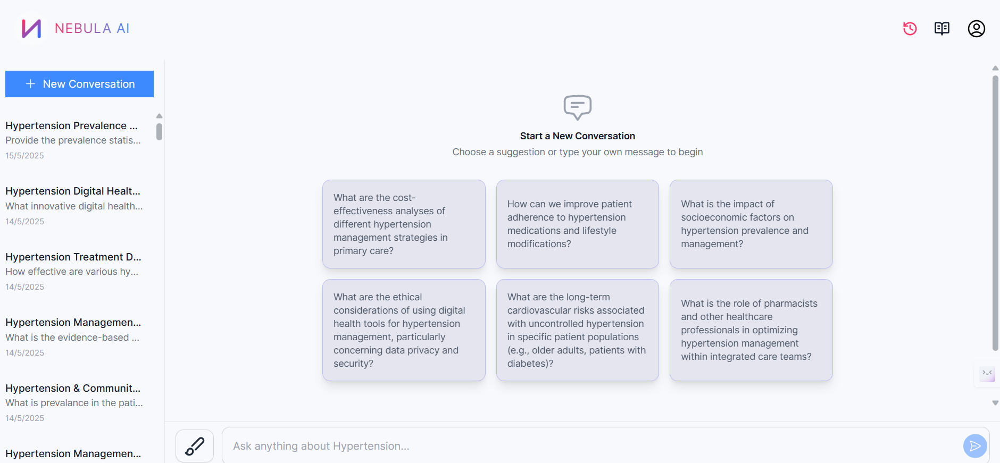 NEBULA AI
New Conversation
Hypertension Prevalence ...
Provide the prevalence statis...
15/5/2025
Hypertension Digital Healt...
What innovative digital health...
14/5/2025
Hypertension Treatment D...
How effective are various hy...
14/5/2025
Hypertension Managemen...
What is the evidence-based ...
14/5/2025
Hypertension & Communit...
What is prevalance in the pati...
14/5/2025
Hypertension Managemen...
Start a New Conversation
Choose a suggestion or type your own message to begin
What are the cost-
effectiveness analyses of
different hypertension
management strategies in
primary care?
How can we improve patient
adherence to hypertension
medications and lifestyle
modifications?
What is the impact of
socioeconomic factors on
hypertension prevalence and
management?
What are the ethical
considerations of using digital
health tools for hypertension
management, particularly
concerning data privacy and
security?
What are the long-term
cardiovascular risks associated
with uncontrolled hypertension
in specific patient populations
(e.g., older adults, patients with
diabetes)?
What is the role of pharmacists
and other healthcare
professionals in optimizing
hypertension management
within integrated care teams?
Ask anything about Hypertension...